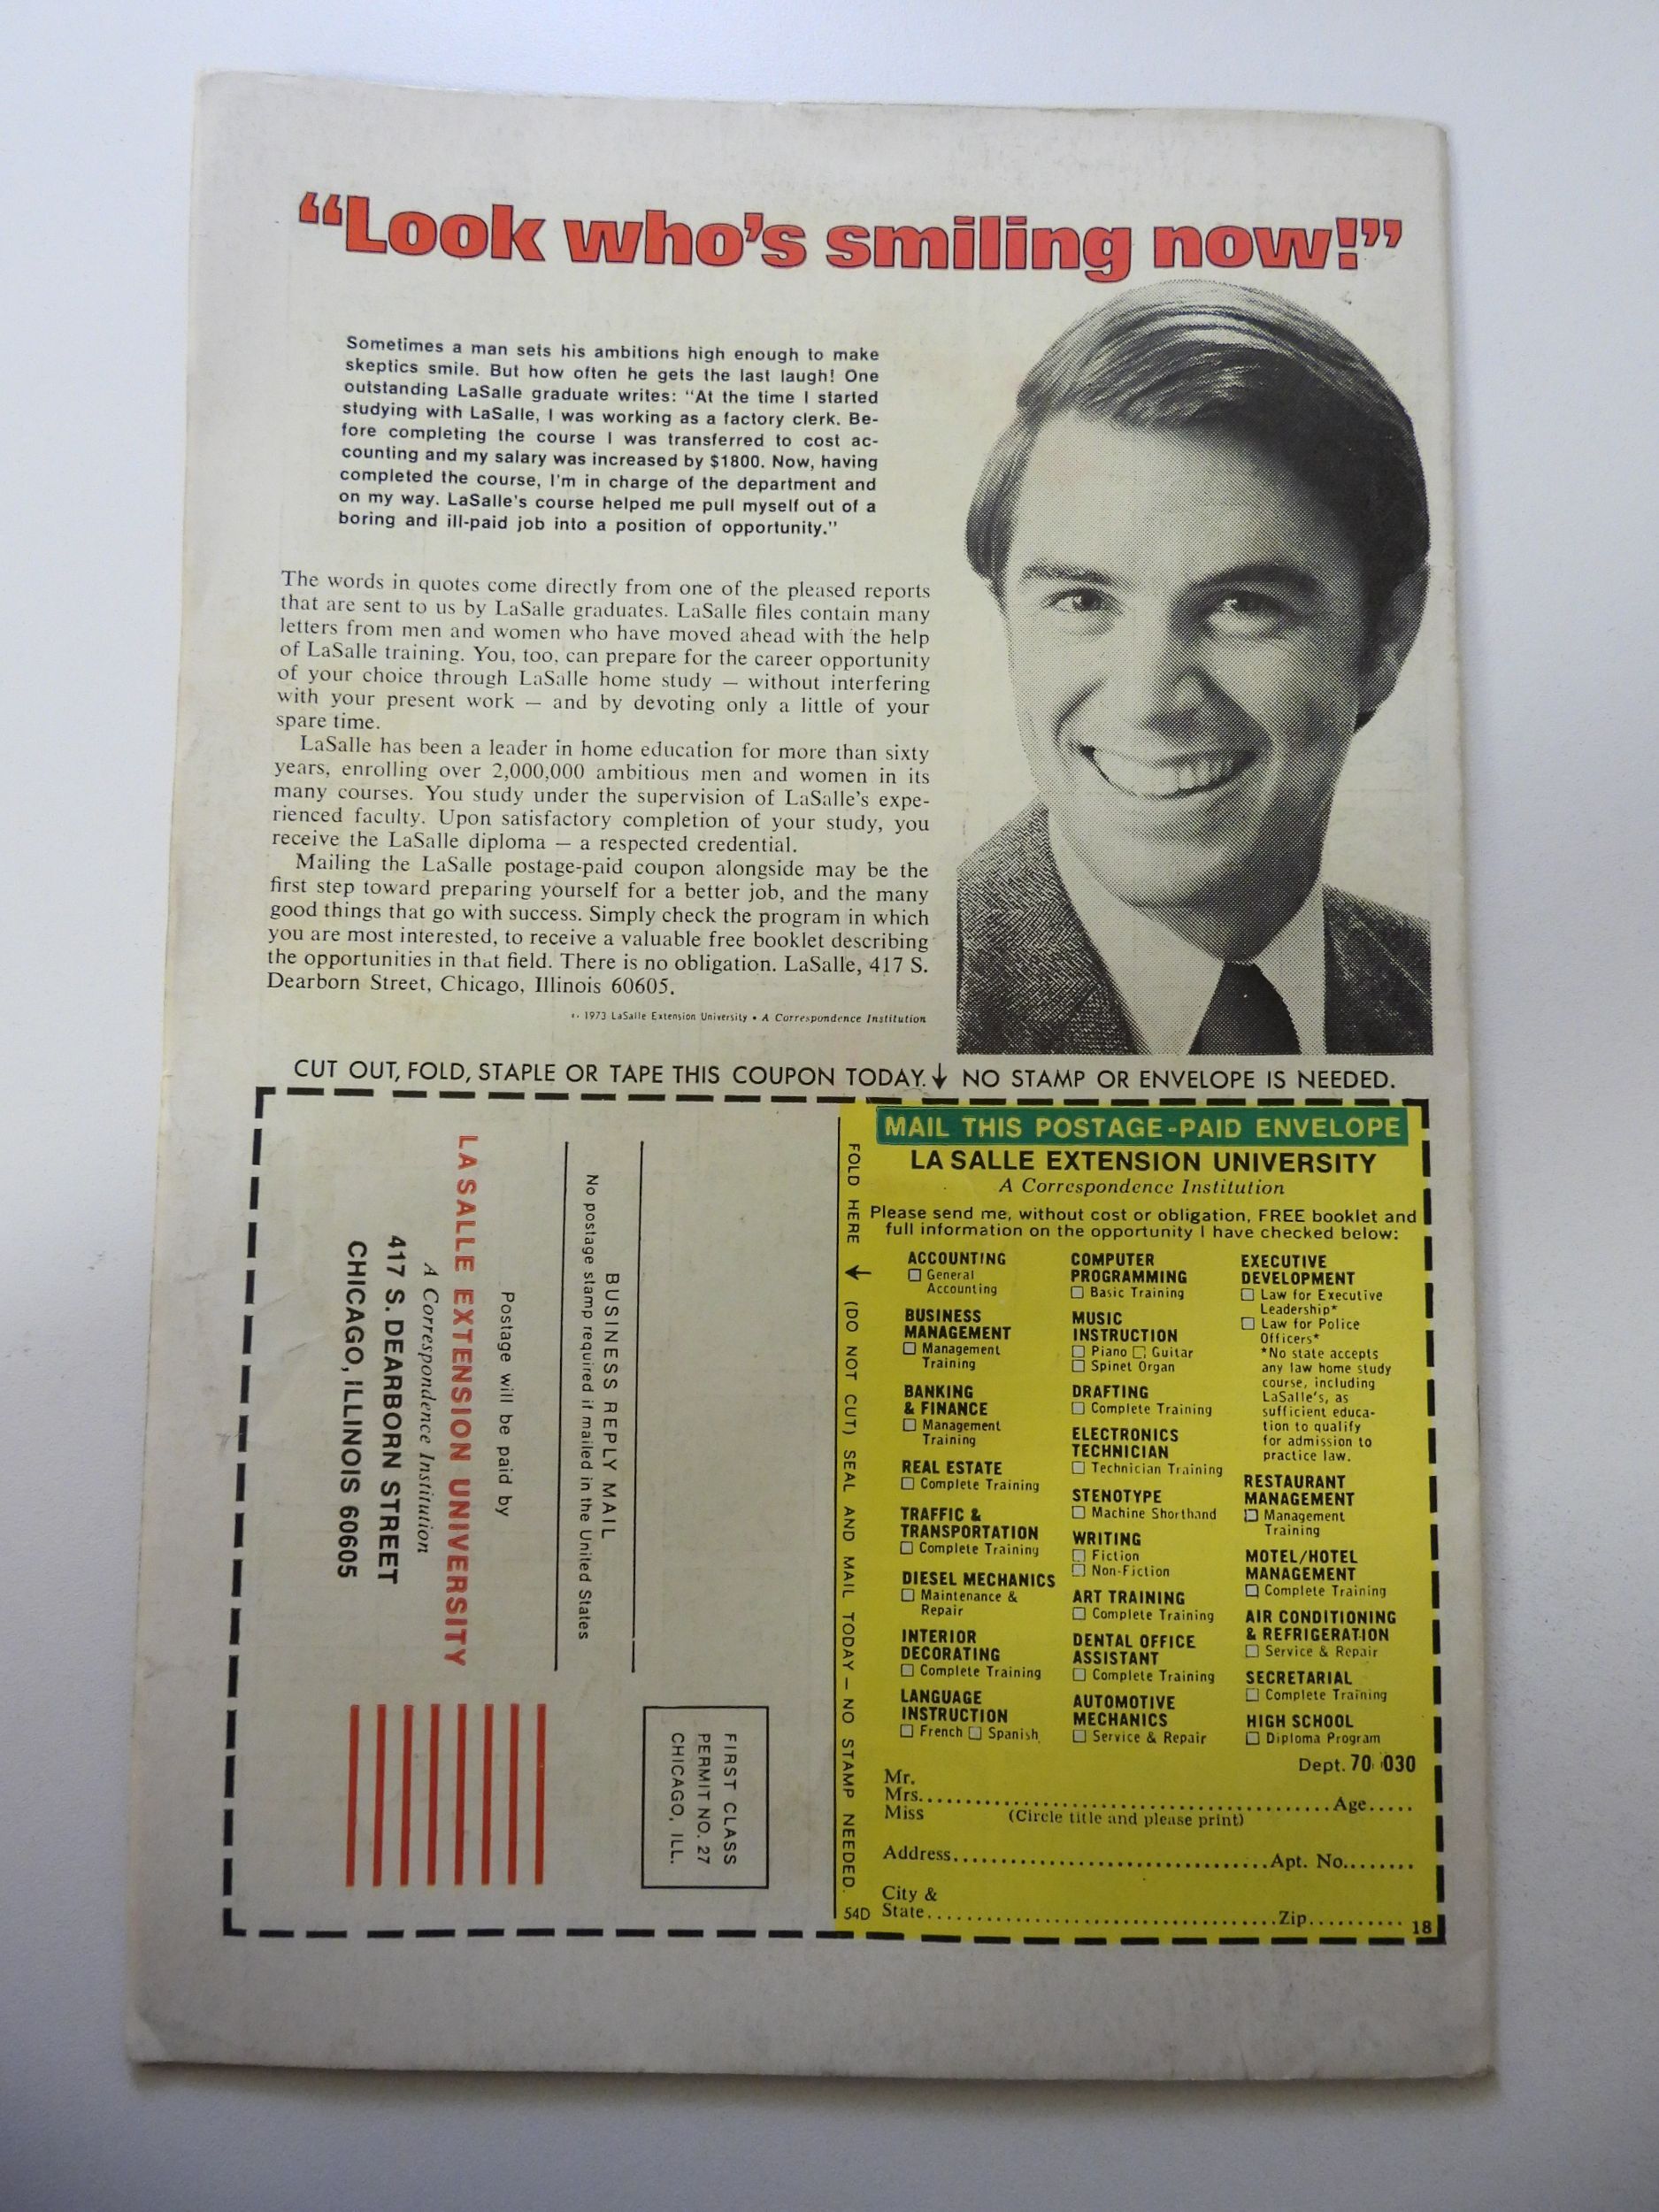 “Look who’s smiling now!”
Sometimes a man sets his ambitions high enough to make
skeptics smile. But how often he gets the last laugh! One
outstanding LaSalle graduate writes: “At the time I started
studying with LaSalle, I was working as a factory clerk. Be-
fore completing the course I was transferred to cost ac-
counting and my salary was increased by $1800. Now, having
completed the course, I’m in charge of the department and
on my way. LaSalle’s course helped me pull myself out of a
boring and ill-paid job into a position of opportunity.”
The words in quotes come directly from one of the pleased reports
that are sent to us by LaSalle graduates. LaSalle files contain many
letters from men and women who have moved ahead with the help
of LaSalle training. You, too, can prepare for the career opportunity
of your choice through LaSalle home study — without interfering
with your present work — and by devoting only a little of your
spare time.
LaSalle has been a leader in home education for more than sixty
years, enrolling over 2,000,000 ambitious men and women in its
many courses. You study under the supervision of LaSalle’s expe-
rienced faculty. Upon satisfactory completion of your study, you
receive the LaSalle diploma — a respected credential.
Mailing the LaSalle postage-paid coupon alongside may be the
first step toward preparing yourself for a better job, and the many
good things that go with success. Simply check the program in which
you are most interested, to receive a valuable free booklet describing
the opportunities in that field. There is no obligation. LaSalle, 417 S.
Dearborn Street, Chicago, Illinois 60605.
1973 LaSalle Extension University • A Correspondence Institution
CUT OUT, FOLD, STAPLE OR TAPE THIS COUPON TODAY. ↓ NO STAMP OR ENVELOPE IS NEEDED.
FIRST CLASS
PERMIT NO. 27
CHICAGO, ILL.
BUSINESS REPLY MAIL
No postage stamp required if mailed in the United States
Postage will be paid by
LASALLE EXTENSION UNIVERSITY
A Correspondence Institution
417 S. DEARBORN STREET
CHICAGO, ILLINOIS 60605
FOLD HERE ↓ (DO NOT CUT) SEAL AND MAIL TODAY — NO STAMP NEEDED.
54D
MAIL THIS POSTAGE-PAID ENVELOPE
LA SALLE EXTENSION UNIVERSITY
A Correspondence Institution
Please send me, without cost or obligation, FREE booklet and
full information on the opportunity I have checked below:
ACCOUNTING
☐ General
Accounting
BUSINESS
MANAGEMENT
☐ Management
Training
BANKING
& FINANCE
☐ Management
Training
REAL ESTATE
☐ Complete Training
TRAFFIC &
TRANSPORTATION
☐ Complete Training
DIESEL MECHANICS
☐ Maintenance &
Repair
INTERIOR
DECORATING
☐ Complete Training
LANGUAGE
INSTRUCTION
☐ French ☐ Spanish
COMPUTER
PROGRAMMING
☐ Basic Training
MUSIC
INSTRUCTION
☐ Piano ☐ Guitar
☐ Spinet Organ
DRAFTING
☐ Complete Training
ELECTRONICS
TECHNICIAN
☐ Technician Training
STENOTYPE
☐ Machine Shorthand
WRITING
☐ Fiction
☐ Non-Fiction
ART TRAINING
☐ Complete Training
DENTAL OFFICE
ASSISTANT
☐ Complete Training
AUTOMOTIVE
MECHANICS
☐ Service & Repair
EXECUTIVE
DEVELOPMENT
☐ Law for Executive
Leadership*
☐ Law for Police
Officers*
*No state accepts
any law home study
course, including
LaSalle’s, as
sufficient educa-
tion to qualify
for admission to
practice law.
RESTAURANT
MANAGEMENT
☐ Management
Training
MOTEL/HOTEL
MANAGEMENT
☐ Complete Training
AIR CONDITIONING
& REFRIGERATION
☐ Service & Repair
SECRETARIAL
☐ Complete Training
HIGH SCHOOL
☐ Diploma Program
Dept. 70 030
Mr.
Mrs. Age
Miss (Circle title and please print)
Address Apt. No.
City &
State Zip
18